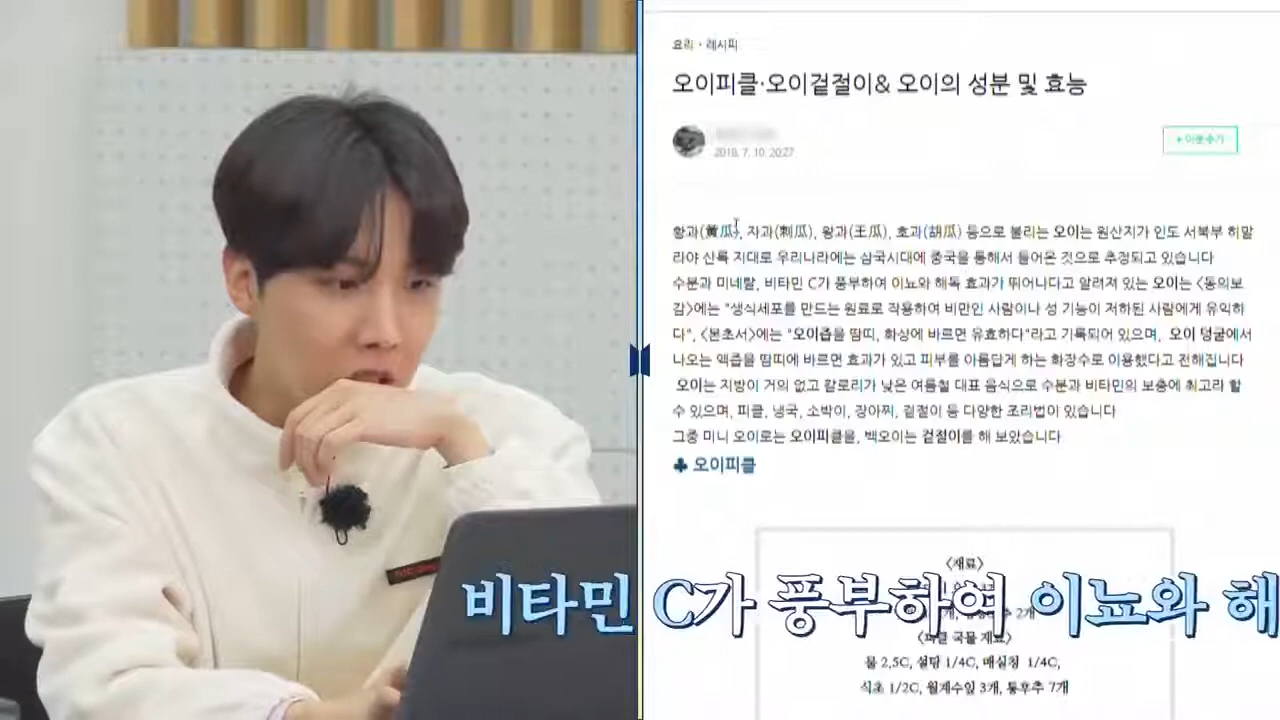 요리 · 레시피
오이피클·오이겉절이& 오이의 성분 및 효능
2018. 7. 10. 20:27
+ 이웃추가
황과(黃瓜), 자과(刺瓜), 왕과(王瓜), 호과(胡瓜) 등으로 불리는 오이는 원산지가 인도 서북부 히말
라야 산록 지대로 우리나라에는 삼국시대에 중국을 통해서 들어온 것으로 추정되고 있습니다
수분과 미네랄, 비타민 C가 풍부하여 이뇨와 해독 효과가 뛰어나다고 알려져 있는 오이는 <동의보
감>에는 "생식세포를 만드는 원료로 작용하여 비만인 사람이나 성 기능이 저하된 사람에게 유익하
다", <본초서>에는 "오이즙을 땀띠, 화상에 바르면 유효하다"라고 기록되어 있으며, 오이 덩굴에서
나오는 액즙을 땀띠에 바르면 효과가 있고 피부를 아름답게 하는 화장수로 이용했다고 전해집니다
오이는 지방이 거의 없고 칼로리가 낮은 여름철 대표 음식으로 수분과 비타민의 보충에 최고라 할
수 있으며, 피클, 냉국, 소박이, 장아찌, 겉절이 등 다양한 조리법이 있습니다
그중 미니 오이로는 오이피클을, 백오이는 겉절이를 해 보았습니다
♣ 오이피클
<재료>
비타민 C가 풍부하여 이뇨와 해
2개
<피클 국물 재료>
물 2,5C, 설탕 1/4C, 매실청 1/4C,
식초 1/2C, 월계수잎 3개, 통후추 7개